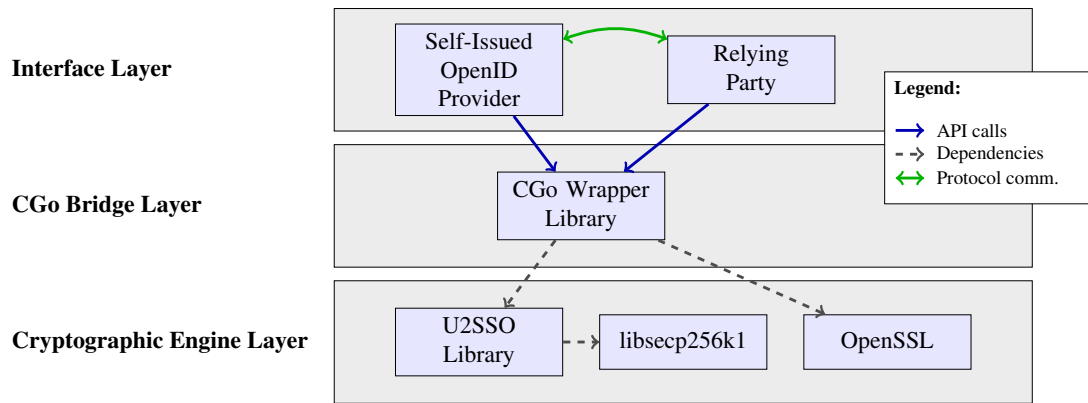 Interface Layer
Self-Issued
OpenID
Provider
Relying
Party
Legend:
API calls
Dependencies
Protocol comm.
CGo Bridge Layer
CGo Wrapper
Library
Cryptographic Engine Layer
U2SSO
Library
libsecp256k1
OpenSSL